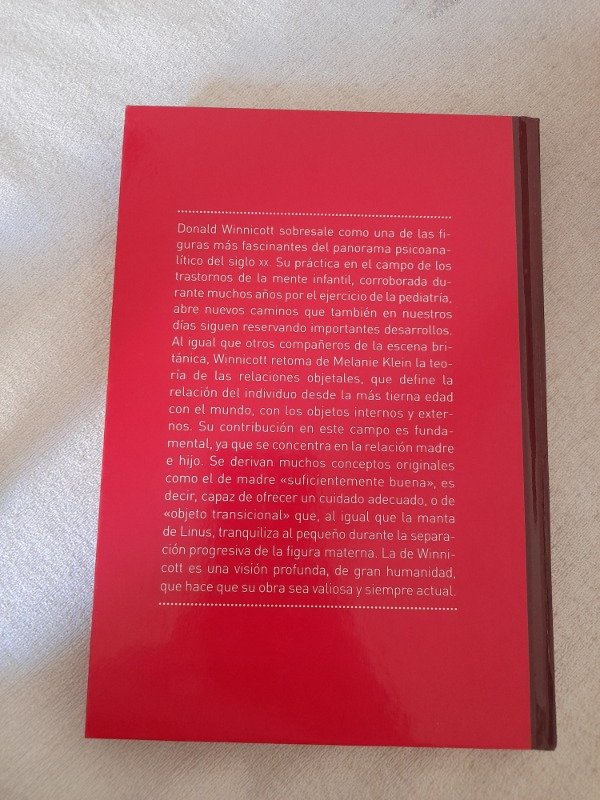 Donald Winnicott sobresale como una de las fi-
guras más fascinantes del panorama psicoana-
lítico del siglo XX. Su práctica en el campo de los
trastornos de la mente infantil, corroborada du-
rante muchos años por el ejercicio de la pediatría,
abre nuevos caminos que también en nuestros
días siguen reservando importantes desarrollos.
Al igual que otros compañeros de la escena bri-
tánica, Winnicott retoma de Melanie Klein la teo-
ría de las relaciones objetales, que define la
relación del individuo desde la más tierna edad
con el mundo, con los objetos internos y exter-
nos. Su contribución en este campo es funda-
mental, ya que se concentra en la relación madre
e hijo. Se derivan muchos conceptos originales
como el de madre «suficientemente buena», es
decir, capaz de ofrecer un cuidado adecuado, o de
«objeto transicional» que, al igual que la manta
de Linus, tranquiliza al pequeño durante la separa-
ción progresiva de la figura materna. La de Winni-
cott es una visión profunda, de gran humanidad,
que hace que su obra sea valiosa y siempre actual.